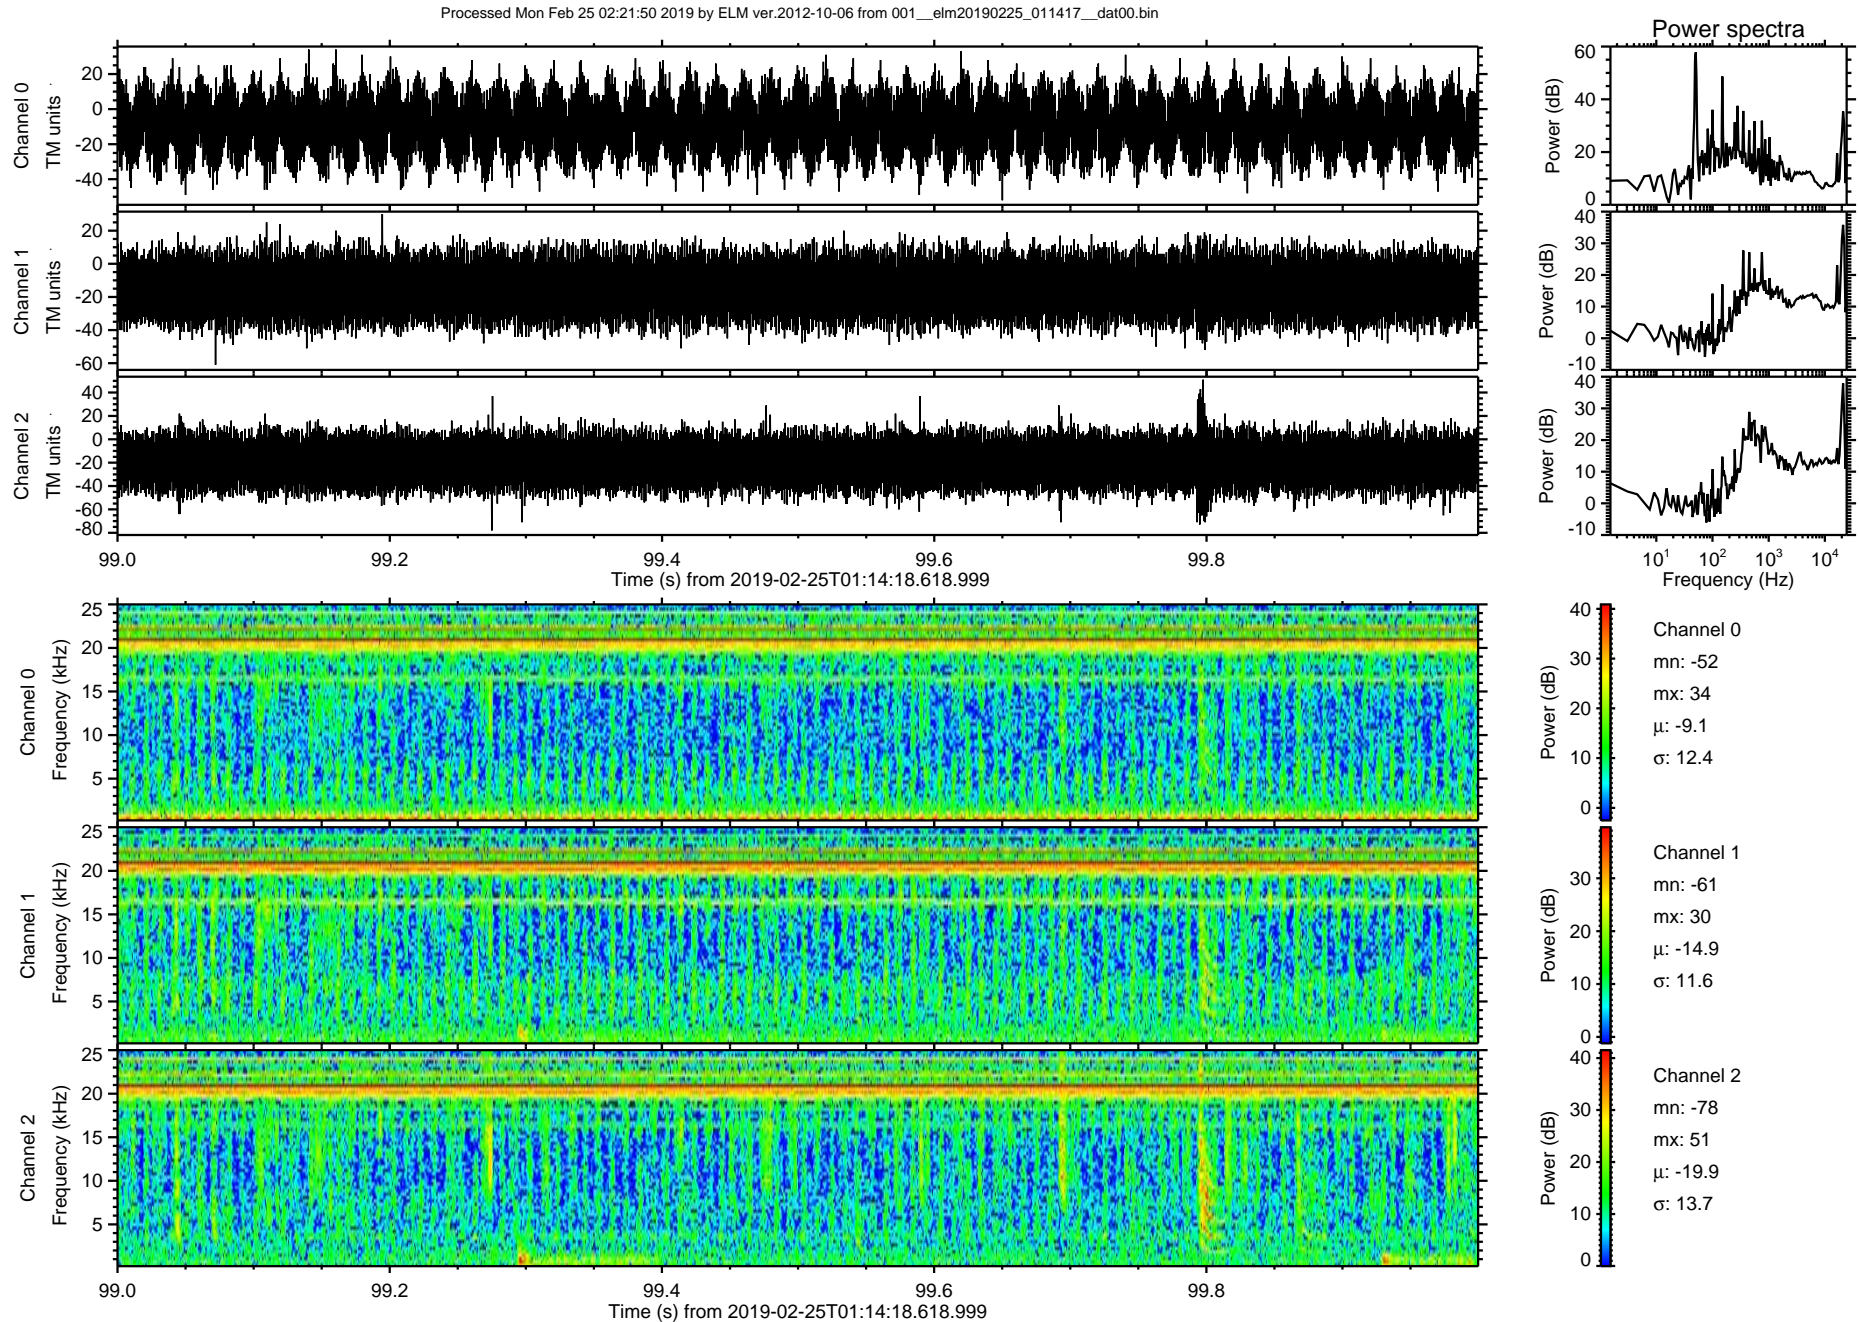 Processed Mon Feb 25 02:21:50 2019 by ELM ver.2012-10-06 from 001__elm20190225_011417__dat00.bin
Power spectra
Channel 0
TM units
20
0
-20
-40
Power (dB)
60
40
20
0
Channel 1
TM units
20
0
-20
-40
-60
Power (dB)
40
30
20
10
0
-10
Channel 2
TM units
40
20
0
-20
-40
-60
-80
Power (dB)
40
30
20
10
0
-10
99.0 99.2 99.4 99.6 99.8
Time (s) from 2019-02-25T01:14:18.618.999
10^1 10^2 10^3 10^4
Frequency (Hz)
Channel 0
Frequency (kHz)
25
20
15
10
5
Power (dB)
40
30
20
10
0
Channel 0
mn: -52
mx: 34
μ: -9.1
σ: 12.4
Channel 1
Frequency (kHz)
25
20
15
10
5
Power (dB)
30
20
10
0
Channel 1
mn: -61
mx: 30
μ: -14.9
σ: 11.6
Channel 2
Frequency (kHz)
25
20
15
10
5
Power (dB)
40
30
20
10
0
Channel 2
mn: -78
mx: 51
μ: -19.9
σ: 13.7
99.0 99.2 99.4 99.6 99.8
Time (s) from 2019-02-25T01:14:18.618.999